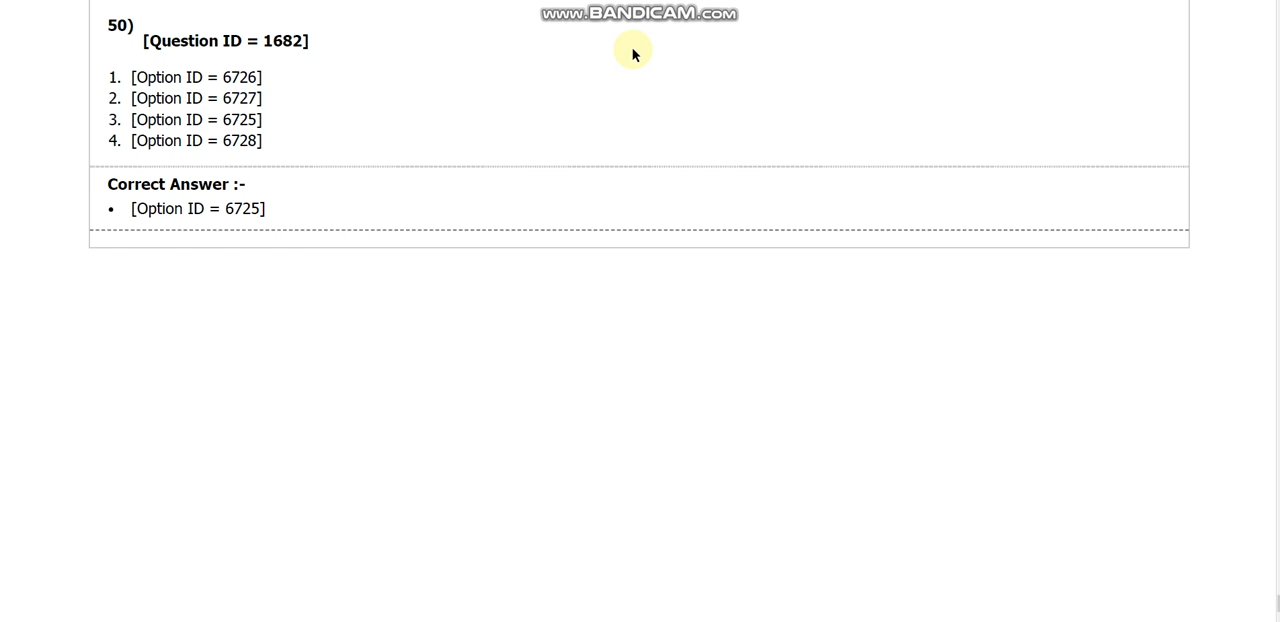 www.BANDICAM.com
50)
[Question ID = 1682]
1. [Option ID = 6726]
2. [Option ID = 6727]
3. [Option ID = 6725]
4. [Option ID = 6728]
Correct Answer :-
• [Option ID = 6725]